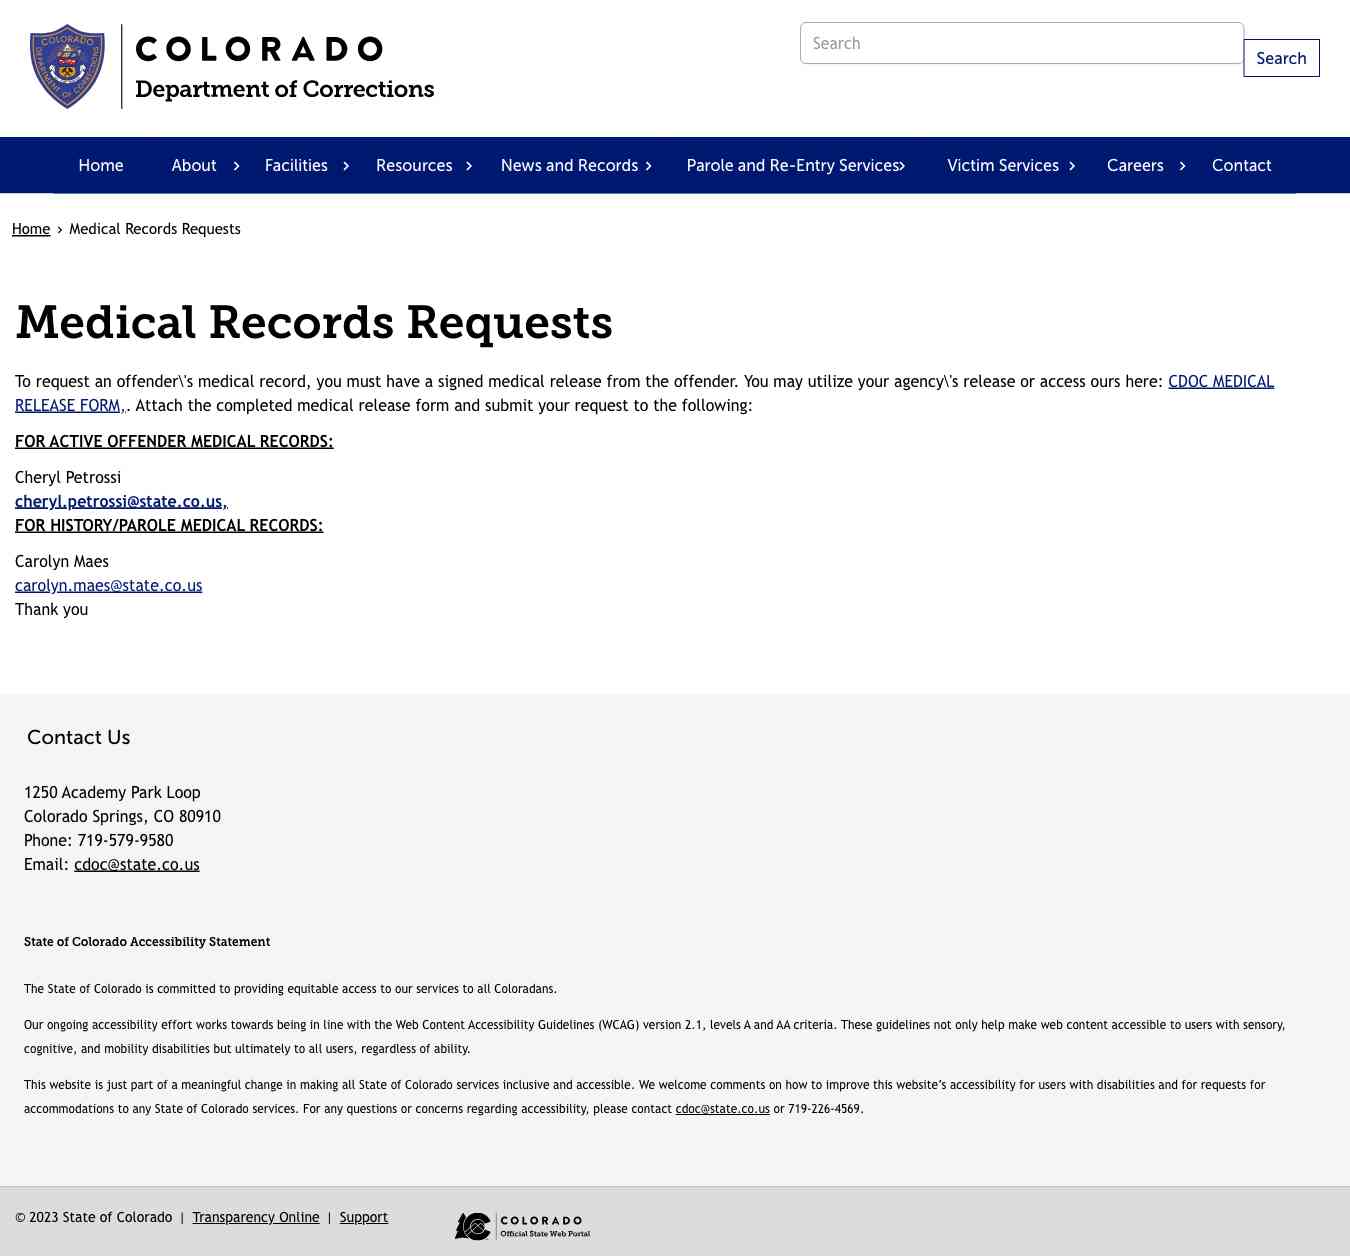 COLORADO
Department of Corrections
Search
Search
Home About Facilities Resources News and Records Parole and Re-Entry Services Victim Services Careers Contact
Home › Medical Records Requests
Medical Records Requests
To request an offender\'s medical record, you must have a signed medical release from the offender. You may utilize your agency\'s release or access ours here: CDOC MEDICAL
RELEASE FORM,. Attach the completed medical release form and submit your request to the following:
FOR ACTIVE OFFENDER MEDICAL RECORDS:
Cheryl Petrossi
cheryl.petrossi@state.co.us,
FOR HISTORY/PAROLE MEDICAL RECORDS:
Carolyn Maes
carolyn.maes@state.co.us
Thank you
Contact Us
1250 Academy Park Loop
Colorado Springs, CO 80910
Phone: 719-579-9580
Email: cdoc@state.co.us
State of Colorado Accessibility Statement
The State of Colorado is committed to providing equitable access to our services to all Coloradans.
Our ongoing accessibility effort works towards being in line with the Web Content Accessibility Guidelines (WCAG) version 2.1, levels A and AA criteria. These guidelines not only help make web content accessible to users with sensory,
cognitive, and mobility disabilities but ultimately to all users, regardless of ability.
This website is just part of a meaningful change in making all State of Colorado services inclusive and accessible. We welcome comments on how to improve this website's accessibility for users with disabilities and for requests for
accommodations to any State of Colorado services. For any questions or concerns regarding accessibility, please contact cdoc@state.co.us or 719-226-4569.
© 2023 State of Colorado | Transparency Online | Support
COLORADO
Official State Web Portal